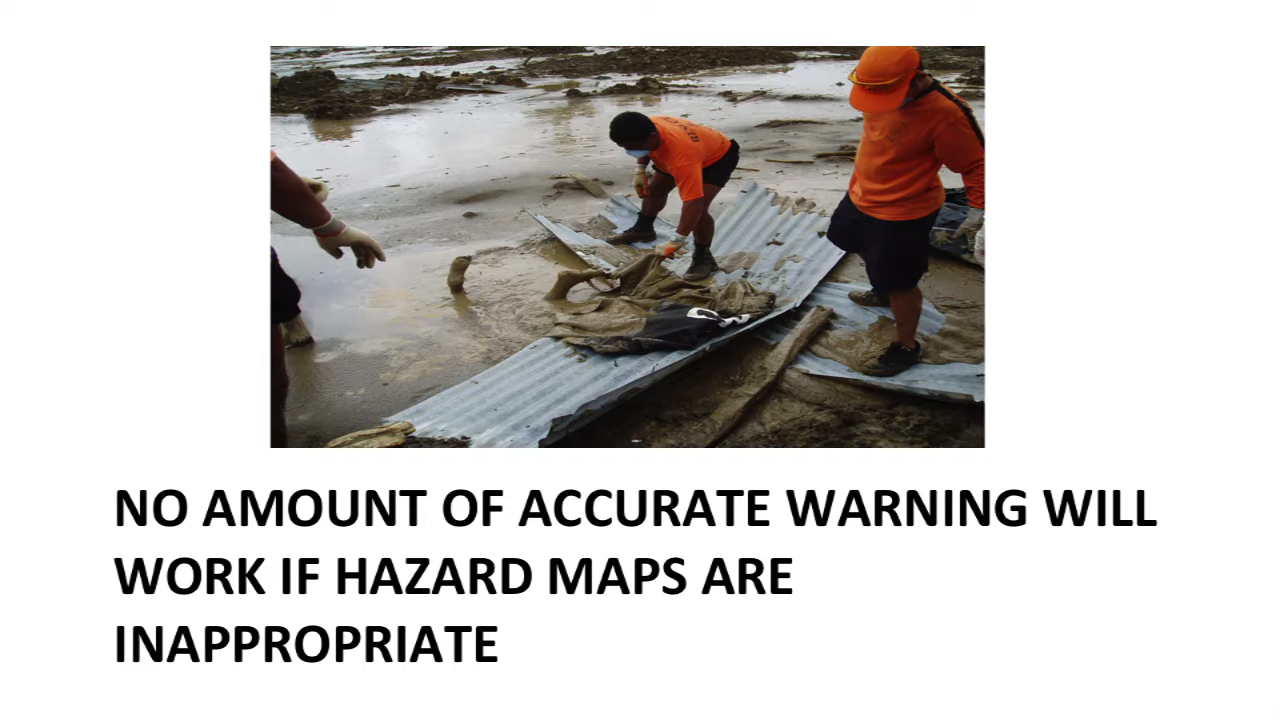 NO AMOUNT OF ACCURATE WARNING WILL
WORK IF HAZARD MAPS ARE
INAPPROPRIATE